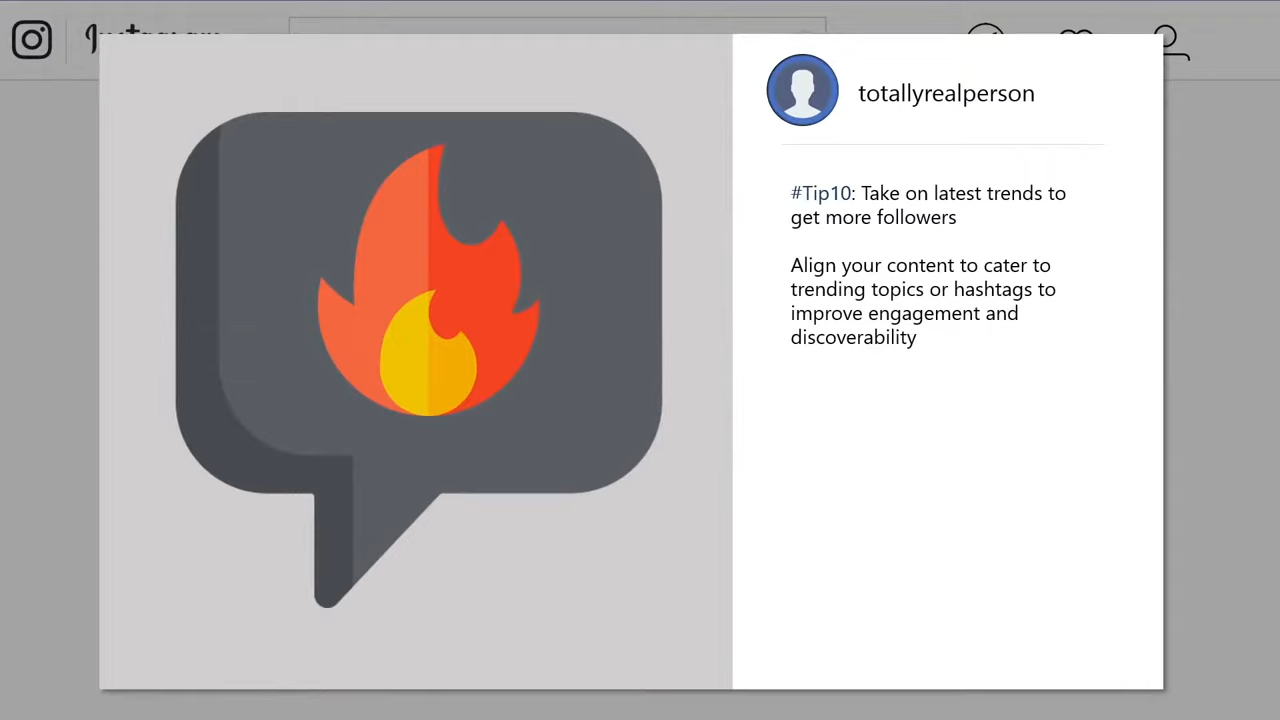 Instagram
totallyrealperson
#Tip10: Take on latest trends to
get more followers
Align your content to cater to
trending topics or hashtags to
improve engagement and
discoverability